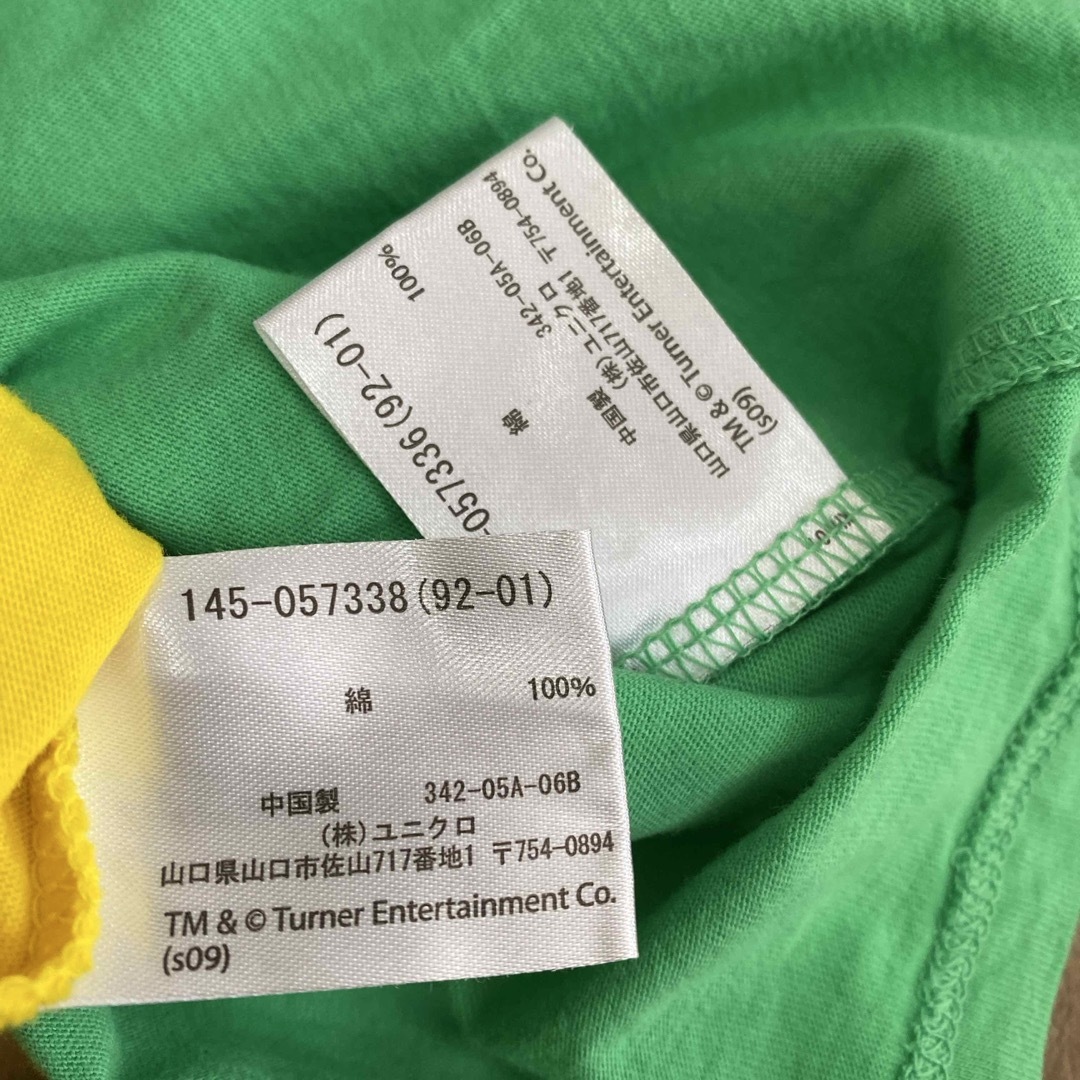 145-057338(92-01)
綿 100%
中国製 342-05A-06B
(株)ユニクロ
山口県山口市佐山717番地1 〒754-0894
TM & © Turner Entertainment Co.
(s09)
-057336(92-01)
綿 100%
中国製 342-05A-06B
(株)ユニクロ
山口県山口市佐山717番地1 〒754-0894
TM & © Turner Entertainment Co.
(s09)